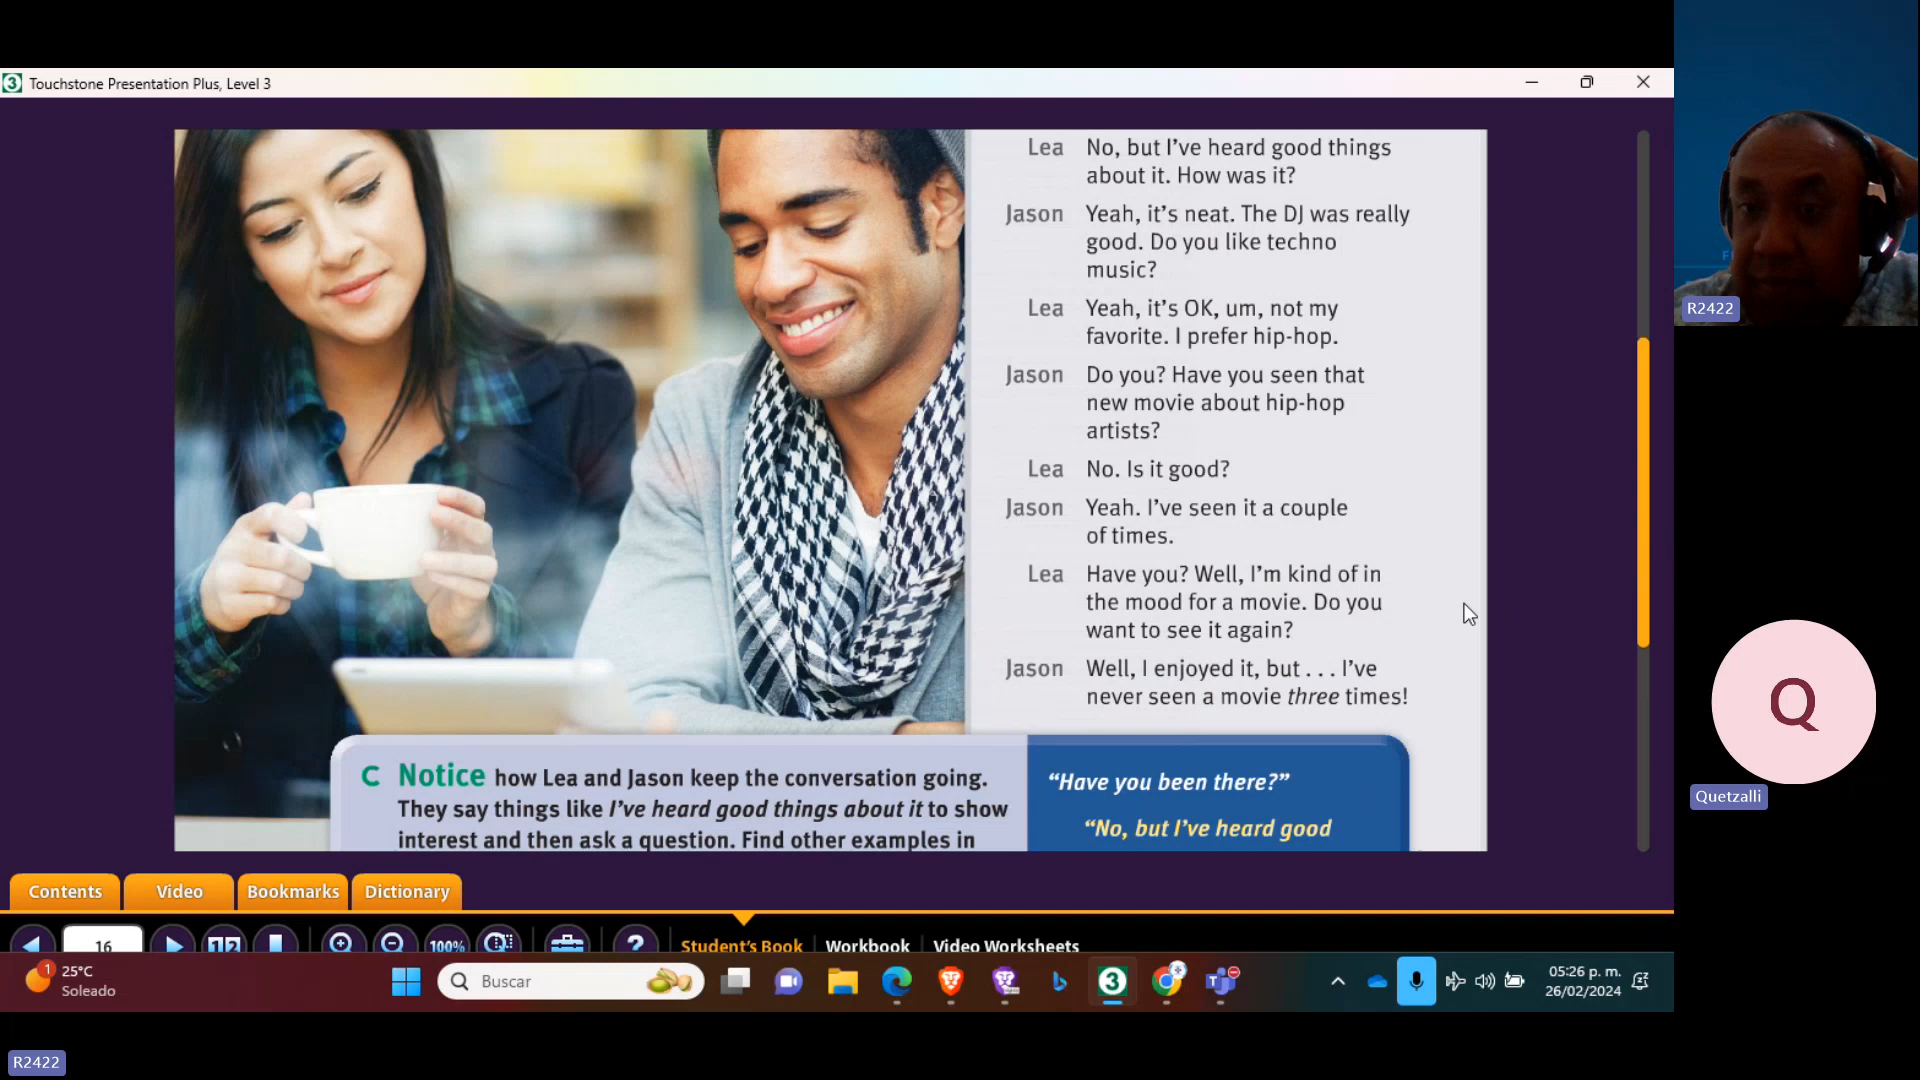 Touchstone Presentation Plus, Level 3
Lea No, but I've heard good things
about it. How was it?
Jason Yeah, it's neat. The DJ was really
good. Do you like techno
music?
Lea Yeah, it's OK, um, not my
favorite. I prefer hip-hop.
Jason Do you? Have you seen that
new movie about hip-hop
artists?
Lea No. Is it good?
Jason Yeah. I've seen it a couple
of times.
Lea Have you? Well, I'm kind of in
the mood for a movie. Do you
want to see it again?
Jason Well, I enjoyed it, but . . . I've
never seen a movie three times!
C Notice how Lea and Jason keep the conversation going.
They say things like I've heard good things about it to show
interest and then ask a question. Find other examples in
"Have you been there?"
"No, but I've heard good
R2422
Q
Quetzalli
Contents Video Bookmarks Dictionary
16 12 100% ? Student's Book Workbook Video Worksheets
1 25°C
Soleado
Buscar
3
05:26 p. m.
26/02/2024
R2422